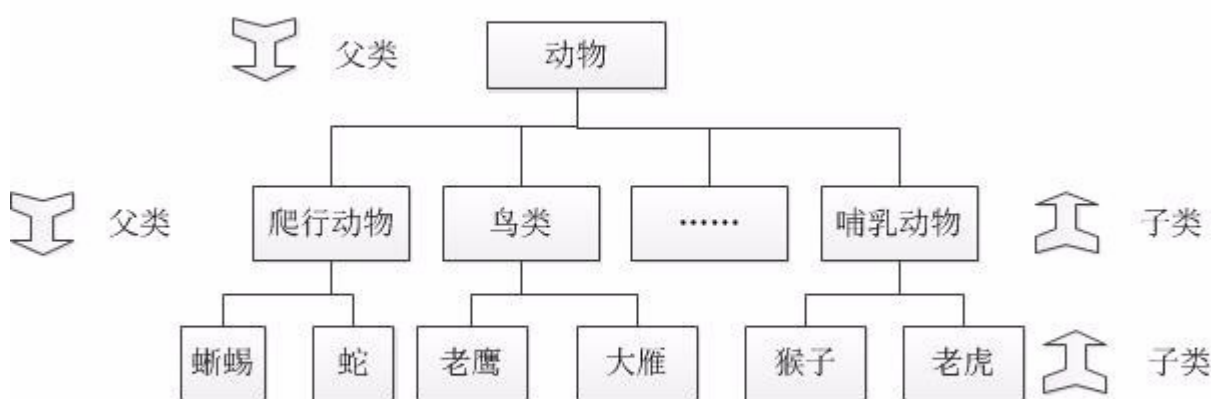 父类 动物
父类 爬行动物 鸟类 …… 哺乳动物 子类
蜥蜴 蛇 老鹰 大雁 猴子 老虎 子类